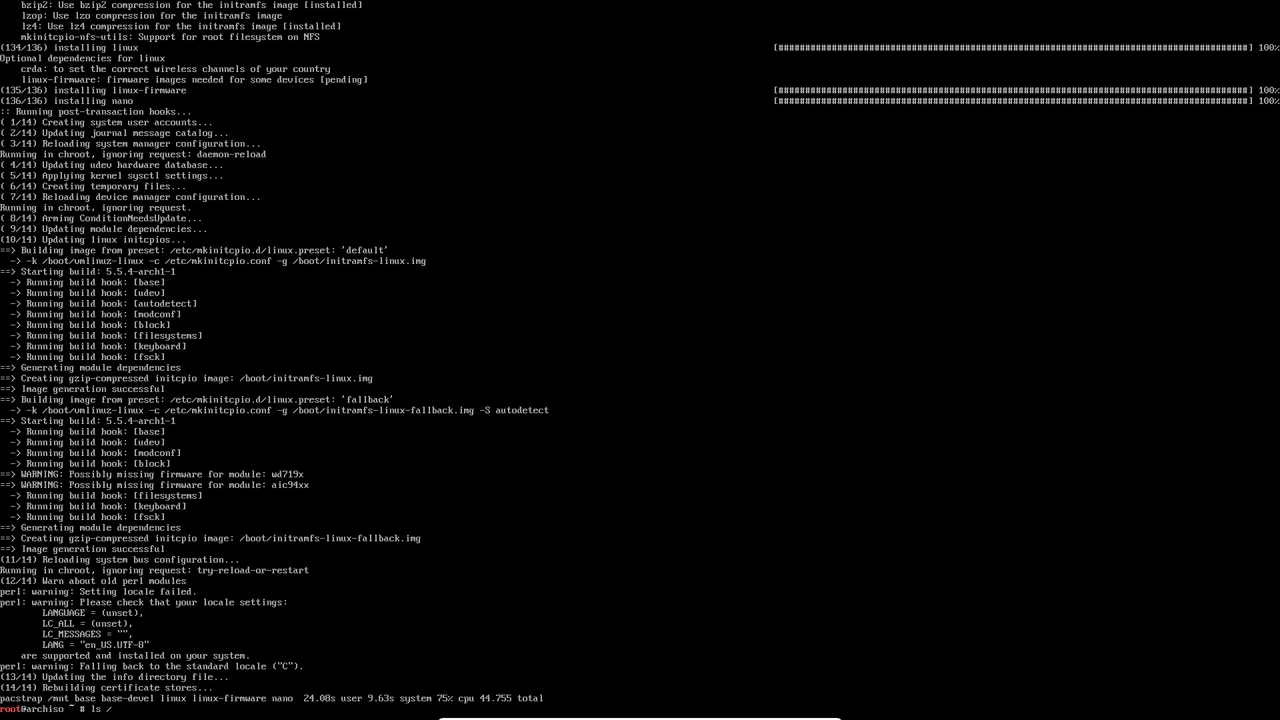 bzip2: Use bzip2 compression for the initramfs image [installed]
    lzop: Use lzo compression for the initramfs image
    lz4: Use lz4 compression for the initramfs image [installed]
    mkinitcpio-nfs-utils: Support for root filesystem on NFS
(134/136) installing linux [##########################################################################################] 100%
Optional dependencies for linux
    crda: to set the correct wireless channels of your country
    linux-firmware: firmware images needed for some devices [pending]
(135/136) installing linux-firmware [##########################################################################################] 100%
(136/136) installing nano [##########################################################################################] 100%
:: Running post-transaction hooks...
( 1/14) Creating system user accounts...
( 2/14) Updating journal message catalog...
( 3/14) Reloading system manager configuration...
Running in chroot, ignoring request: daemon-reload
( 4/14) Updating udev hardware database...
( 5/14) Applying kernel sysctl settings...
( 6/14) Creating temporary files...
( 7/14) Reloading device manager configuration...
Running in chroot, ignoring request.
( 8/14) Arming ConditionNeedsUpdate...
( 9/14) Updating module dependencies...
(10/14) Updating linux initcpios...
==> Building image from preset: /etc/mkinitcpio.d/linux.preset: 'default'
  -> -k /boot/vmlinuz-linux -c /etc/mkinitcpio.conf -g /boot/initramfs-linux.img
==> Starting build: 5.5.4-arch1-1
  -> Running build hook: [base]
  -> Running build hook: [udev]
  -> Running build hook: [autodetect]
  -> Running build hook: [modconf]
  -> Running build hook: [block]
  -> Running build hook: [filesystems]
  -> Running build hook: [keyboard]
  -> Running build hook: [fsck]
==> Generating module dependencies
==> Creating gzip-compressed initcpio image: /boot/initramfs-linux.img
==> Image generation successful
==> Building image from preset: /etc/mkinitcpio.d/linux.preset: 'fallback'
  -> -k /boot/vmlinuz-linux -c /etc/mkinitcpio.conf -g /boot/initramfs-linux-fallback.img -S autodetect
==> Starting build: 5.5.4-arch1-1
  -> Running build hook: [base]
  -> Running build hook: [udev]
  -> Running build hook: [modconf]
  -> Running build hook: [block]
==> WARNING: Possibly missing firmware for module: wd719x
==> WARNING: Possibly missing firmware for module: aic94xx
  -> Running build hook: [filesystems]
  -> Running build hook: [keyboard]
  -> Running build hook: [fsck]
==> Generating module dependencies
==> Creating gzip-compressed initcpio image: /boot/initramfs-linux-fallback.img
==> Image generation successful
(11/14) Reloading system bus configuration...
Running in chroot, ignoring request: try-reload-or-restart
(12/14) Warn about old perl modules
perl: warning: Setting locale failed.
perl: warning: Please check that your locale settings:
        LANGUAGE = (unset),
        LC_ALL = (unset),
        LC_MESSAGES = "",
        LANG = "en_US.UTF-8"
    are supported and installed on your system.
perl: warning: Falling back to the standard locale ("C").
(13/14) Updating the info directory file...
(14/14) Rebuilding certificate stores...
pacstrap /mnt base base-devel linux linux-firmware nano  24.08s user 9.63s system 75% cpu 44.755 total
root@archiso ~ # ls /